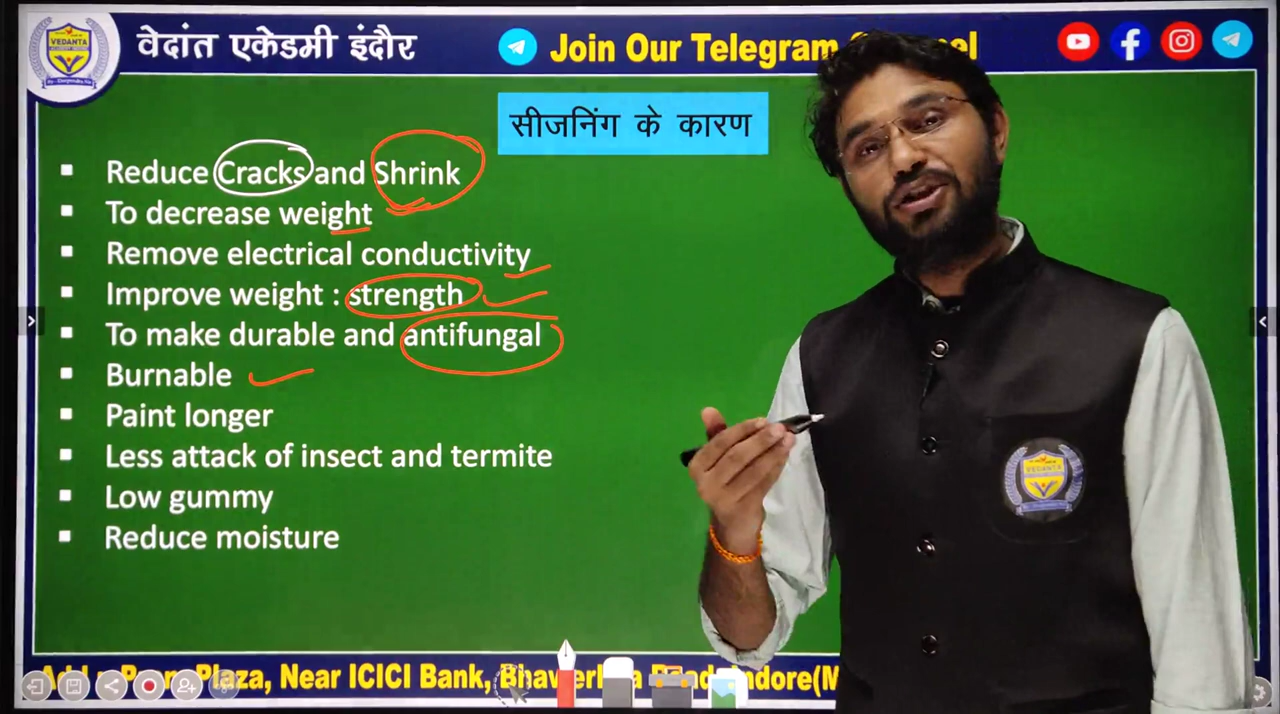 VEDANTA
वेदांत एकेडमी इंदौर
Join Our Telegram
सीजनिंग के कारण
Reduce Cracks and Shrink
To decrease weight
Remove electrical conductivity
Improve weight : strength
To make durable and antifungal
Burnable
Paint longer
Less attack of insect and termite
Low gummy
Reduce moisture
VEDANTA
Plaza, Near ICICI Bank,